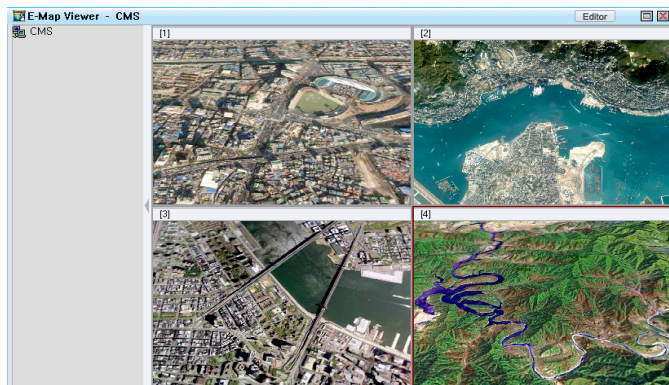 E-Map Viewer - CMS
Editor
CMS
[1]
[2]
[3]
[4]